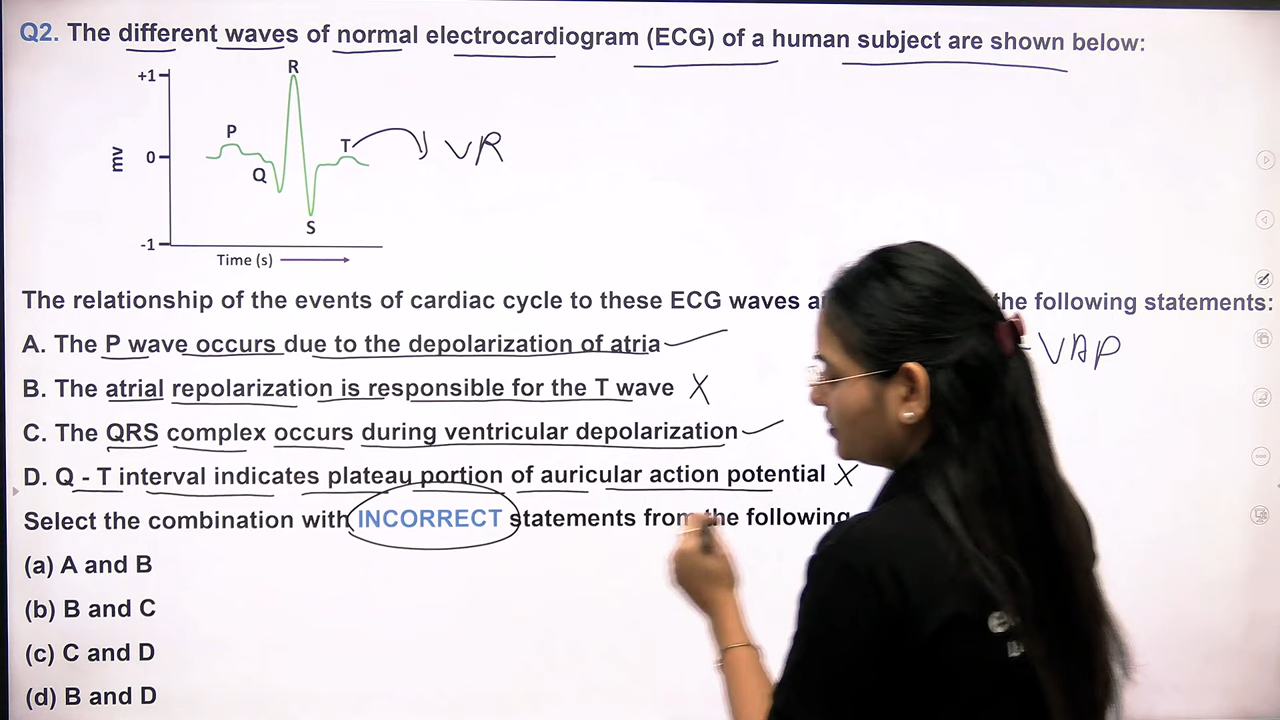 Q2. The different waves of normal electrocardiogram (ECG) of a human subject are shown below:
R
+1
P
T
VR
mv
0
Q
S
-1
Time (s)
The relationship of the events of cardiac cycle to these ECG waves the following statements:
A. The P wave occurs due to the depolarization of atria
VAP
B. The atrial repolarization is responsible for the T wave X
C. The QRS complex occurs during ventricular depolarization
D. Q - T interval indicates plateau portion of auricular action potential X
Select the combination with INCORRECT statements from the following
(a) A and B
(b) B and C
(c) C and D
(d) B and D